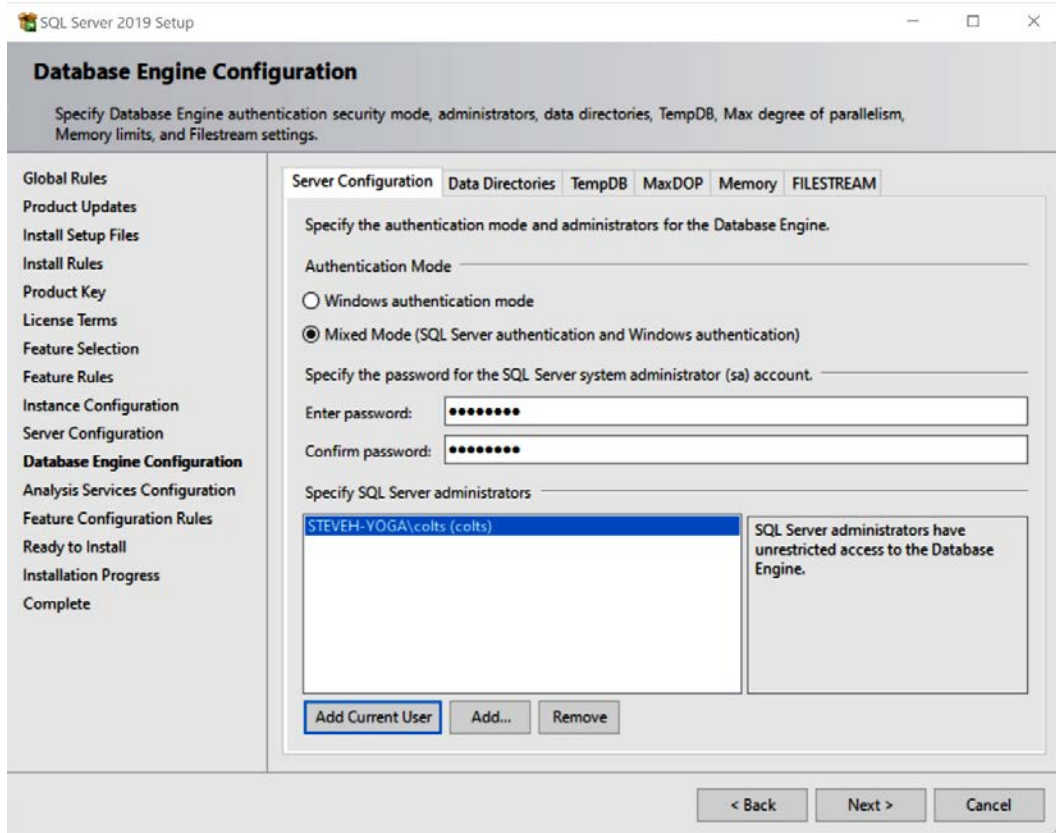 SQL Server 2019 Setup
Database Engine Configuration
Specify Database Engine authentication security mode, administrators, data directories, TempDB, Max degree of parallelism,
Memory limits, and Filestream settings.
Global Rules
Product Updates
Install Setup Files
Install Rules
Product Key
License Terms
Feature Selection
Feature Rules
Instance Configuration
Server Configuration
Database Engine Configuration
Analysis Services Configuration
Feature Configuration Rules
Ready to Install
Installation Progress
Complete
Server Configuration Data Directories TempDB MaxDOP Memory FILESTREAM
Specify the authentication mode and administrators for the Database Engine.
Authentication Mode
Windows authentication mode
Mixed Mode (SQL Server authentication and Windows authentication)
Specify the password for the SQL Server system administrator (sa) account.
Enter password: ●●●●●●●●
Confirm password: ●●●●●●●●
Specify SQL Server administrators
STEVEH-YOGA\colts (colts)
SQL Server administrators have
unrestricted access to the Database
Engine.
Add Current User Add... Remove
< Back Next > Cancel